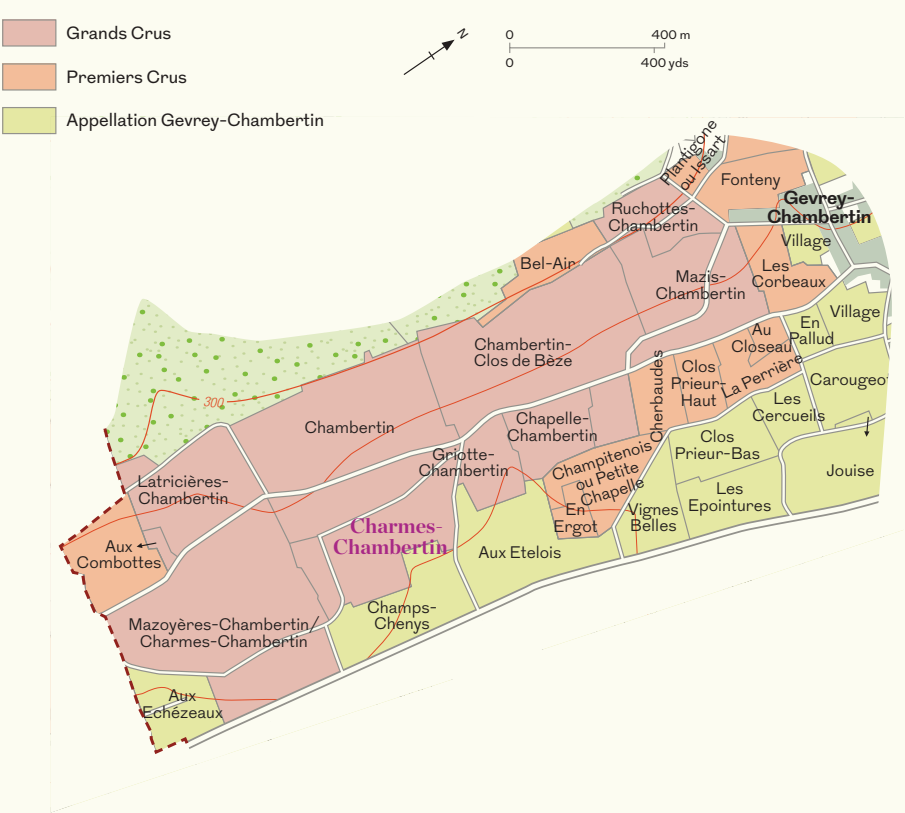 Grands Crus
Premiers Crus
Appellation Gevrey-Chambertin
N
0
400 m
0
400 yds
Plantigone
ou Issart
Fonteny
Gevrey-
Chambertin
Ruchottes-
Chambertin
Village
Bel-Air
Mazis-
Chambertin
Les
Corbeaux
Village
En
Pallud
Au
Closeau
Chambertin-
Clos de Bèze
Cherbaudes
Clos
Prieur-
Haut
La Perrière
Carougeo
300
Les
Cercueils
Chambertin
Chapelle-
Chambertin
Clos
Prieur-Bas
Griotte-
Chambertin
Champitenois
ou Petite
Chapelle
Jouise
Latricières-
Chambertin
Les
Epointures
En
Ergot
Vignes
Belles
Charmes-
Chambertin
Aux
Combottes
Aux Etelois
Champs-
Chenys
Mazoyères-Chambertin/
Charmes-Chambertin
Aux
Echézeaux